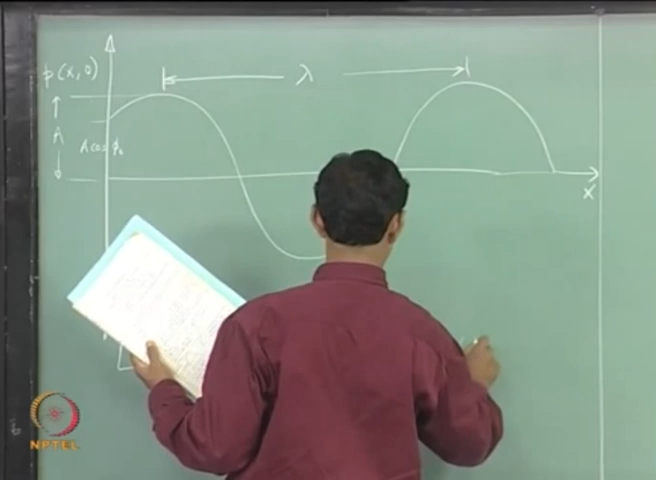 p(x,0)
λ
A
A cos φ₀
x
NPTEL